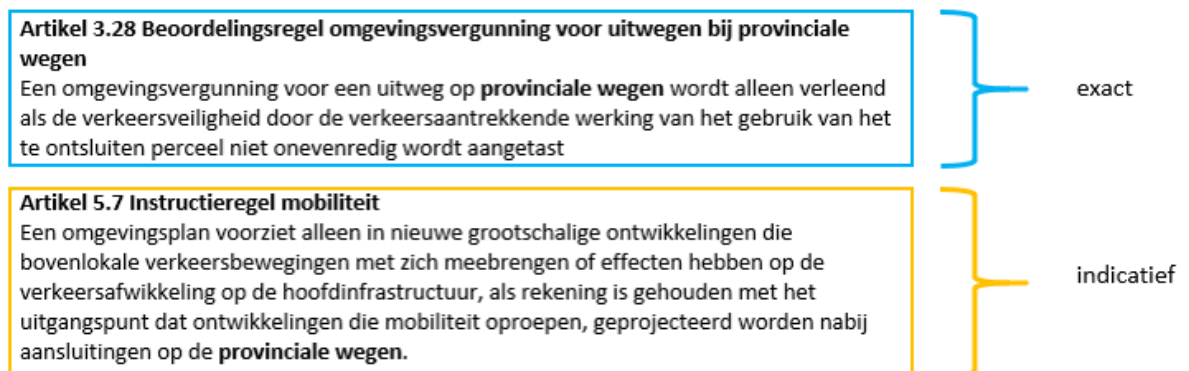 Artikel 3.28 Beoordelingsregel omgevingsvergunning voor uitwegen bij provinciale
wegen
Een omgevingsvergunning voor een uitweg op provinciale wegen wordt alleen verleend
als de verkeersveiligheid door de verkeersaantrekkende werking van het gebruik van het
te ontsluiten perceel niet onevenredig wordt aangetast
exact
Artikel 5.7 Instructieregel mobiliteit
Een omgevingsplan voorziet alleen in nieuwe grootschalige ontwikkelingen die
bovenlokale verkeersbewegingen met zich meebrengen of effecten hebben op de
verkeersafwikkeling op de hoofdinfrastructuur, als rekening is gehouden met het
uitgangspunt dat ontwikkelingen die mobiliteit oproepen, geprojecteerd worden nabij
aansluitingen op de provinciale wegen.
indicatief